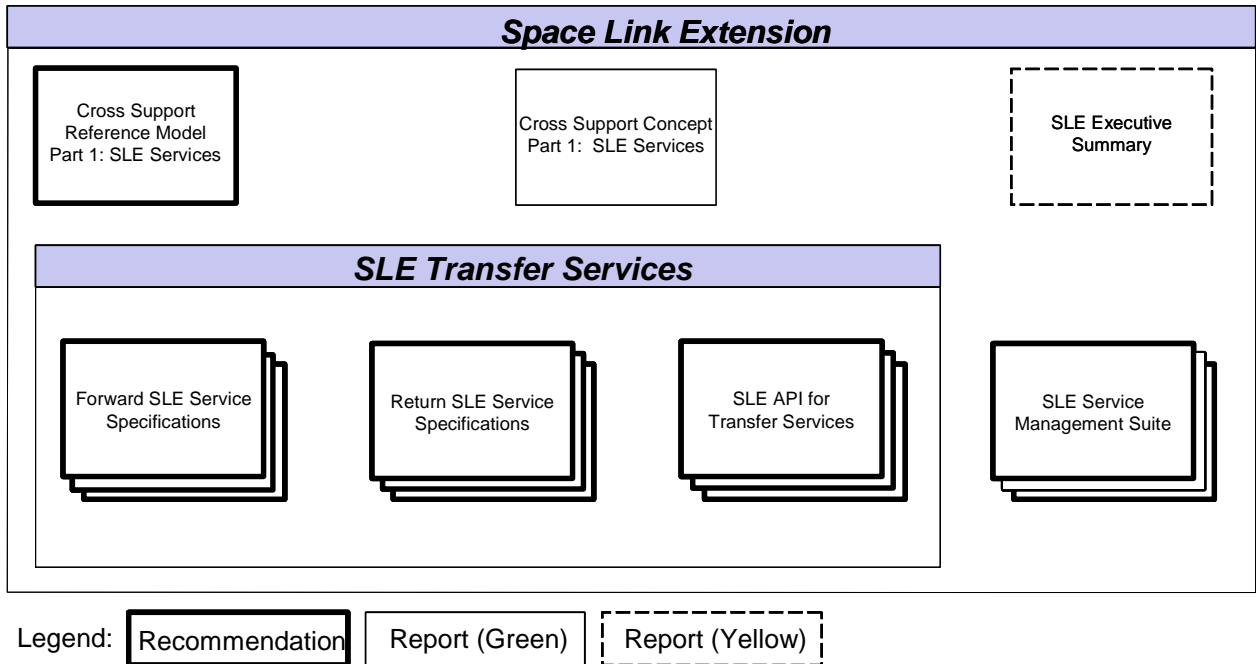 Space Link Extension
Cross Support
Reference Model
Part 1: SLE Services
Cross Support Concept
Part 1: SLE Services
SLE Executive
Summary
SLE Transfer Services
Forward SLE Service
Specifications
Return SLE Service
Specifications
SLE API for
Transfer Services
SLE Service
Management Suite
Legend:
Recommendation
Report (Green)
Report (Yellow)